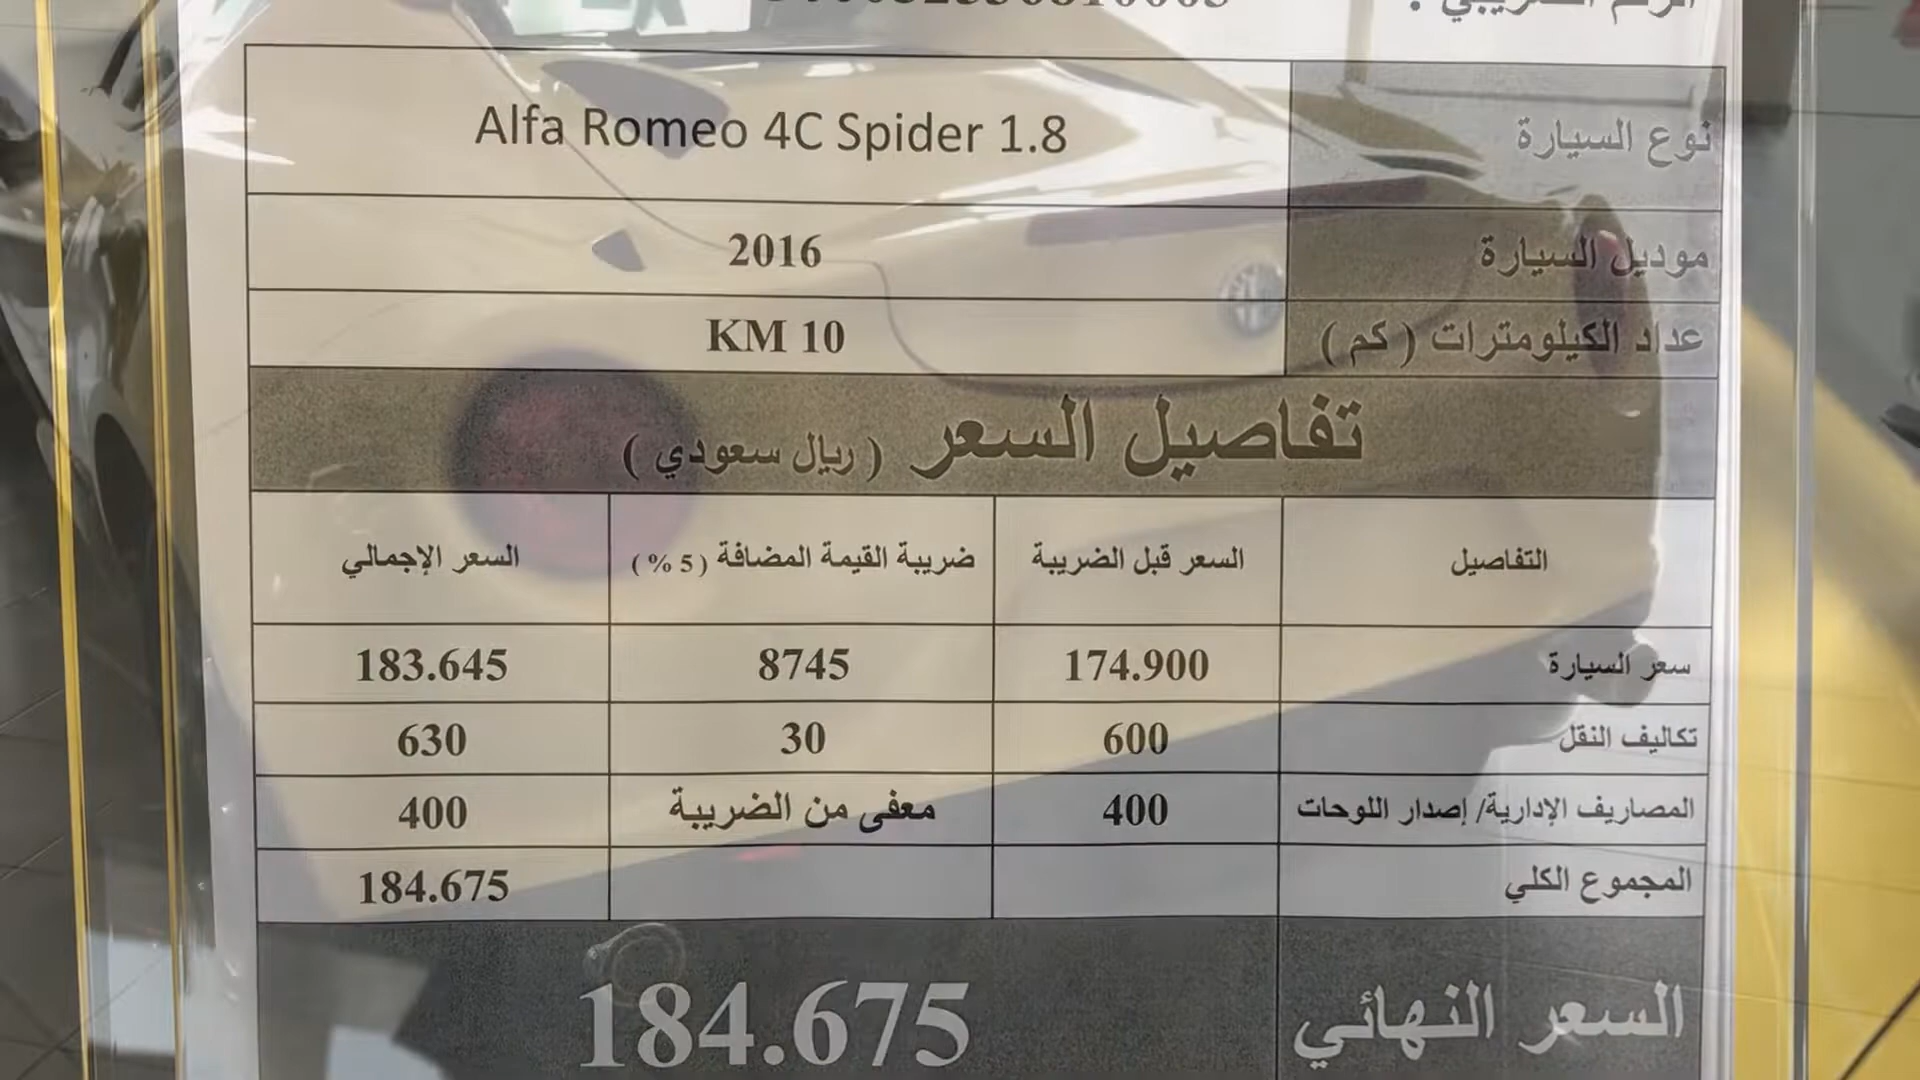 نوع السيارة Alfa Romeo 4C Spider 1.8
موديل السيارة 2016
عداد الكيلومترات ( كم ) KM 10
تفاصيل السعر ( ريال سعودي )
التفاصيل السعر قبل الضريبة ضريبة القيمة المضافة ( 5 % ) السعر الإجمالي
سعر السيارة 174.900 8745 183.645
تكاليف النقل 600 30 630
المصاريف الإدارية/ إصدار اللوحات 400 معفى من الضريبة 400
المجموع الكلي 184.675
السعر النهائي 184.675